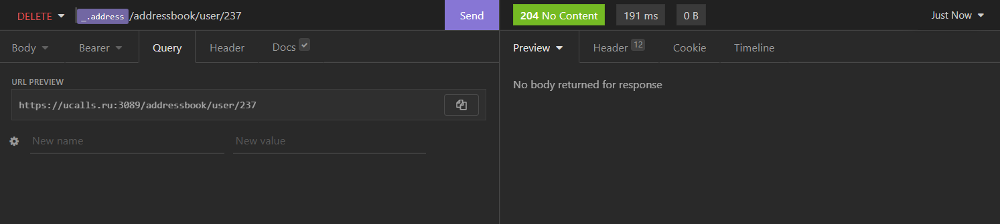 DELETE _.address/addressbook/user/237 Send 204 No Content 191 ms 0 B Just Now
Body Bearer Query Header Docs Preview Header 12 Cookie Timeline
URL PREVIEW
No body returned for response
https://ucalls.ru:3089/addressbook/user/237
New name New value